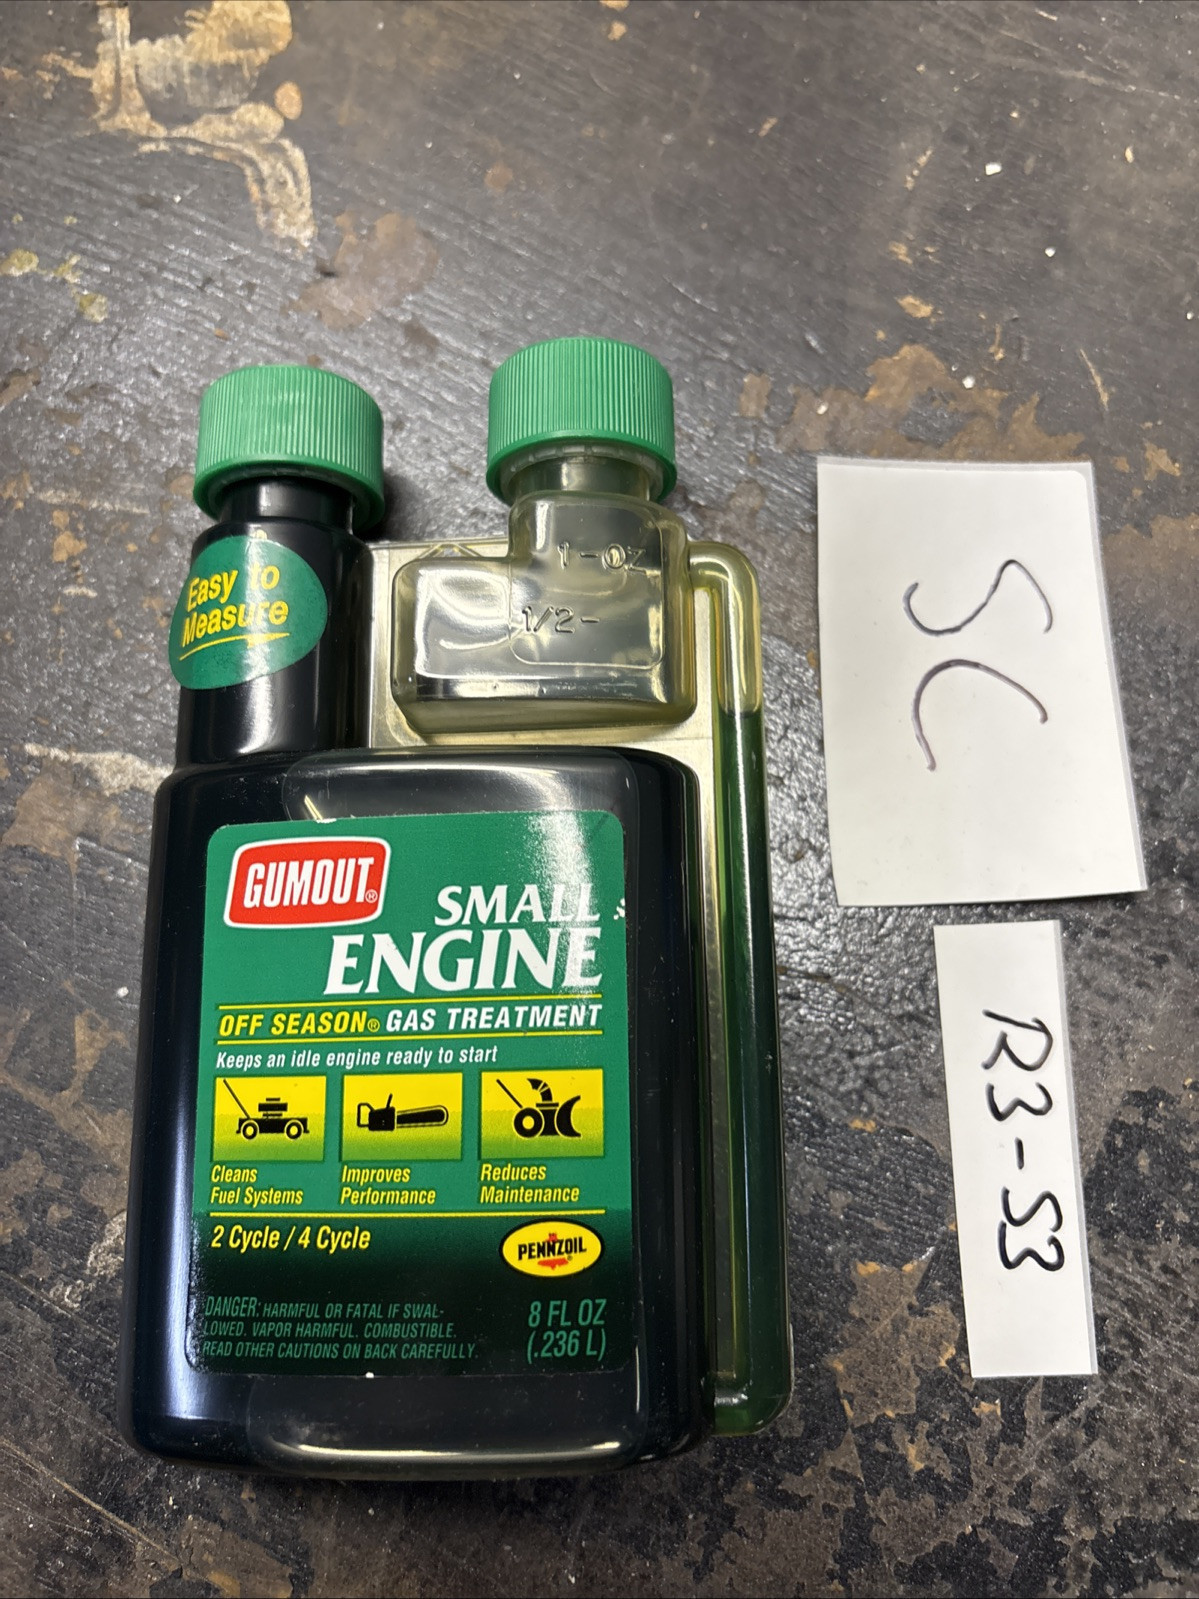 Easy to
Measure
1-OZ
1/2-
GUMOUT®
SMALL
ENGINE
OFF SEASON® GAS TREATMENT
Keeps an idle engine ready to start
Cleans
Fuel Systems
Improves
Performance
Reduces
Maintenance
2 Cycle / 4 Cycle
PENNZOIL
DANGER: HARMFUL OR FATAL IF SWAL-
LOWED. VAPOR HARMFUL. COMBUSTIBLE.
READ OTHER CAUTIONS ON BACK CAREFULLY.
8 FL OZ
(.236 L)
SC
R3-S3